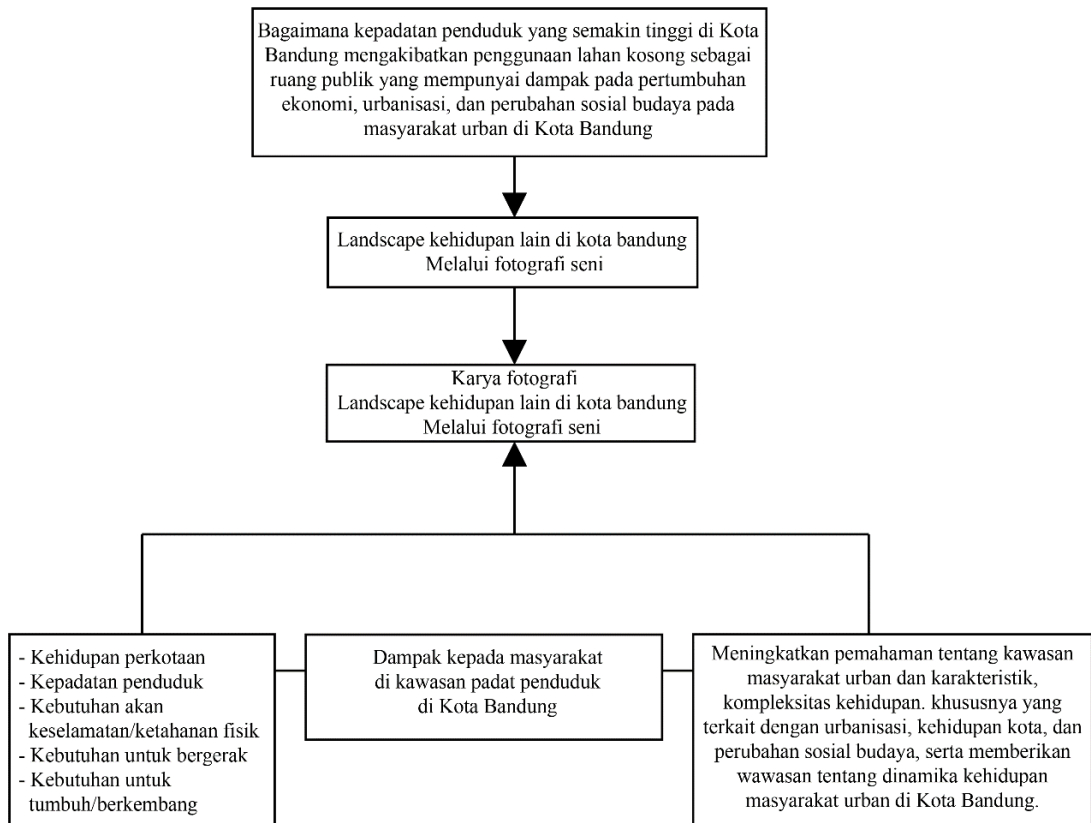 Bagaimana kepadatan penduduk yang semakin tinggi di Kota
Bandung mengakibatkan penggunaan lahan kosong sebagai
ruang publik yang mempunyai dampak pada pertumbuhan
ekonomi, urbanisasi, dan perubahan sosial budaya pada
masyarakat urban di Kota Bandung
Landscape kehidupan lain di kota bandung
Melalui fotografi seni
Karya fotografi
Landscape kehidupan lain di kota bandung
Melalui fotografi seni
- Kehidupan perkotaan
- Kepadatan penduduk
- Kebutuhan akan
keselamatan/ketahanan fisik
- Kebutuhan untuk bergerak
- Kebutuhan untuk
tumbuh/berkembang
Dampak kepada masyarakat
di kawasan padat penduduk
di Kota Bandung
Meningkatkan pemahaman tentang kawasan
masyarakat urban dan karakteristik,
kompleksitas kehidupan. khususnya yang
terkait dengan urbanisasi, kehidupan kota, dan
perubahan sosial budaya, serta memberikan
wawasan tentang dinamika kehidupan
masyarakat urban di Kota Bandung.